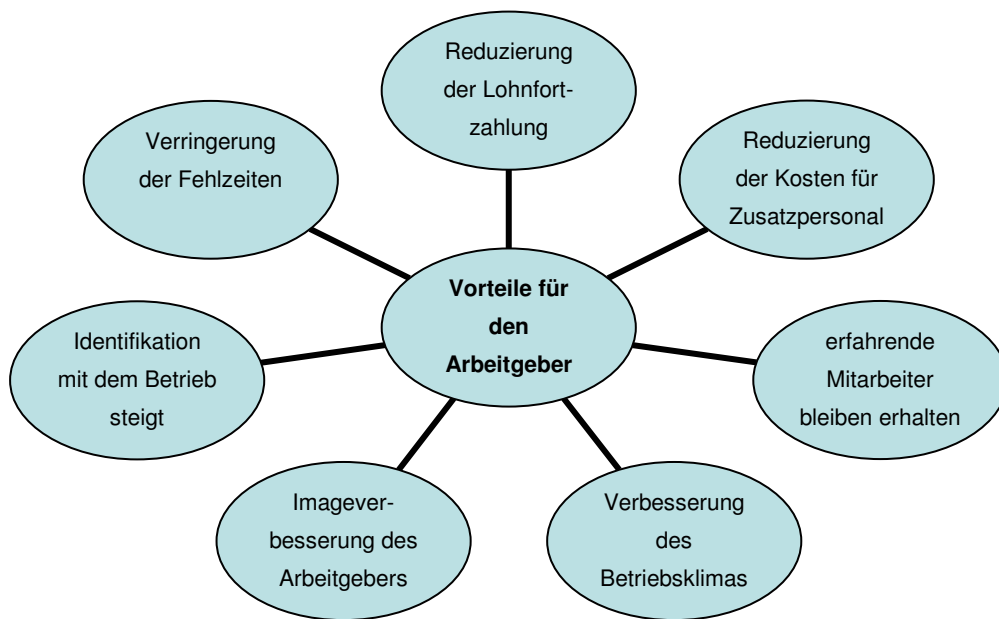 Reduzierung
der Lohnfort-
zahlung
Verringerung
der Fehlzeiten
Reduzierung
der Kosten für
Zusatzpersonal
Vorteile für
den
Arbeitgeber
Identifikation
mit dem Betrieb
steigt
erfahrende
Mitarbeiter
bleiben erhalten
Imagever-
besserung des
Arbeitgebers
Verbesserung
des
Betriebsklimas